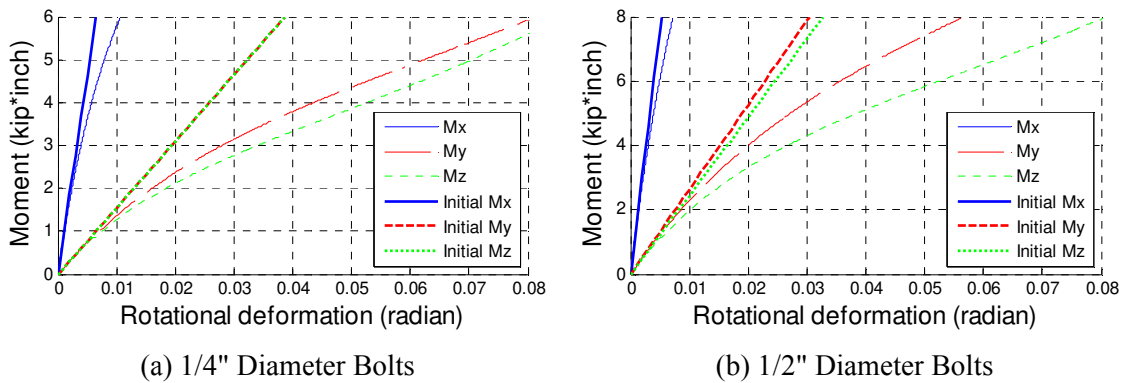 6
5
4
3
2
1
0
Moment (kip*inch)
0
0.01
0.02
0.03
0.04
0.05
0.06
0.07
0.08
Rotational deformation (radian)
Mx
My
Mz
Initial Mx
Initial My
Initial Mz
(a) 1/4" Diameter Bolts
8
6
4
2
0
Moment (kip*inch)
0
0.01
0.02
0.03
0.04
0.05
0.06
0.07
0.08
Rotational deformation (radian)
Mx
My
Mz
Initial Mx
Initial My
Initial Mz
(b) 1/2" Diameter Bolts